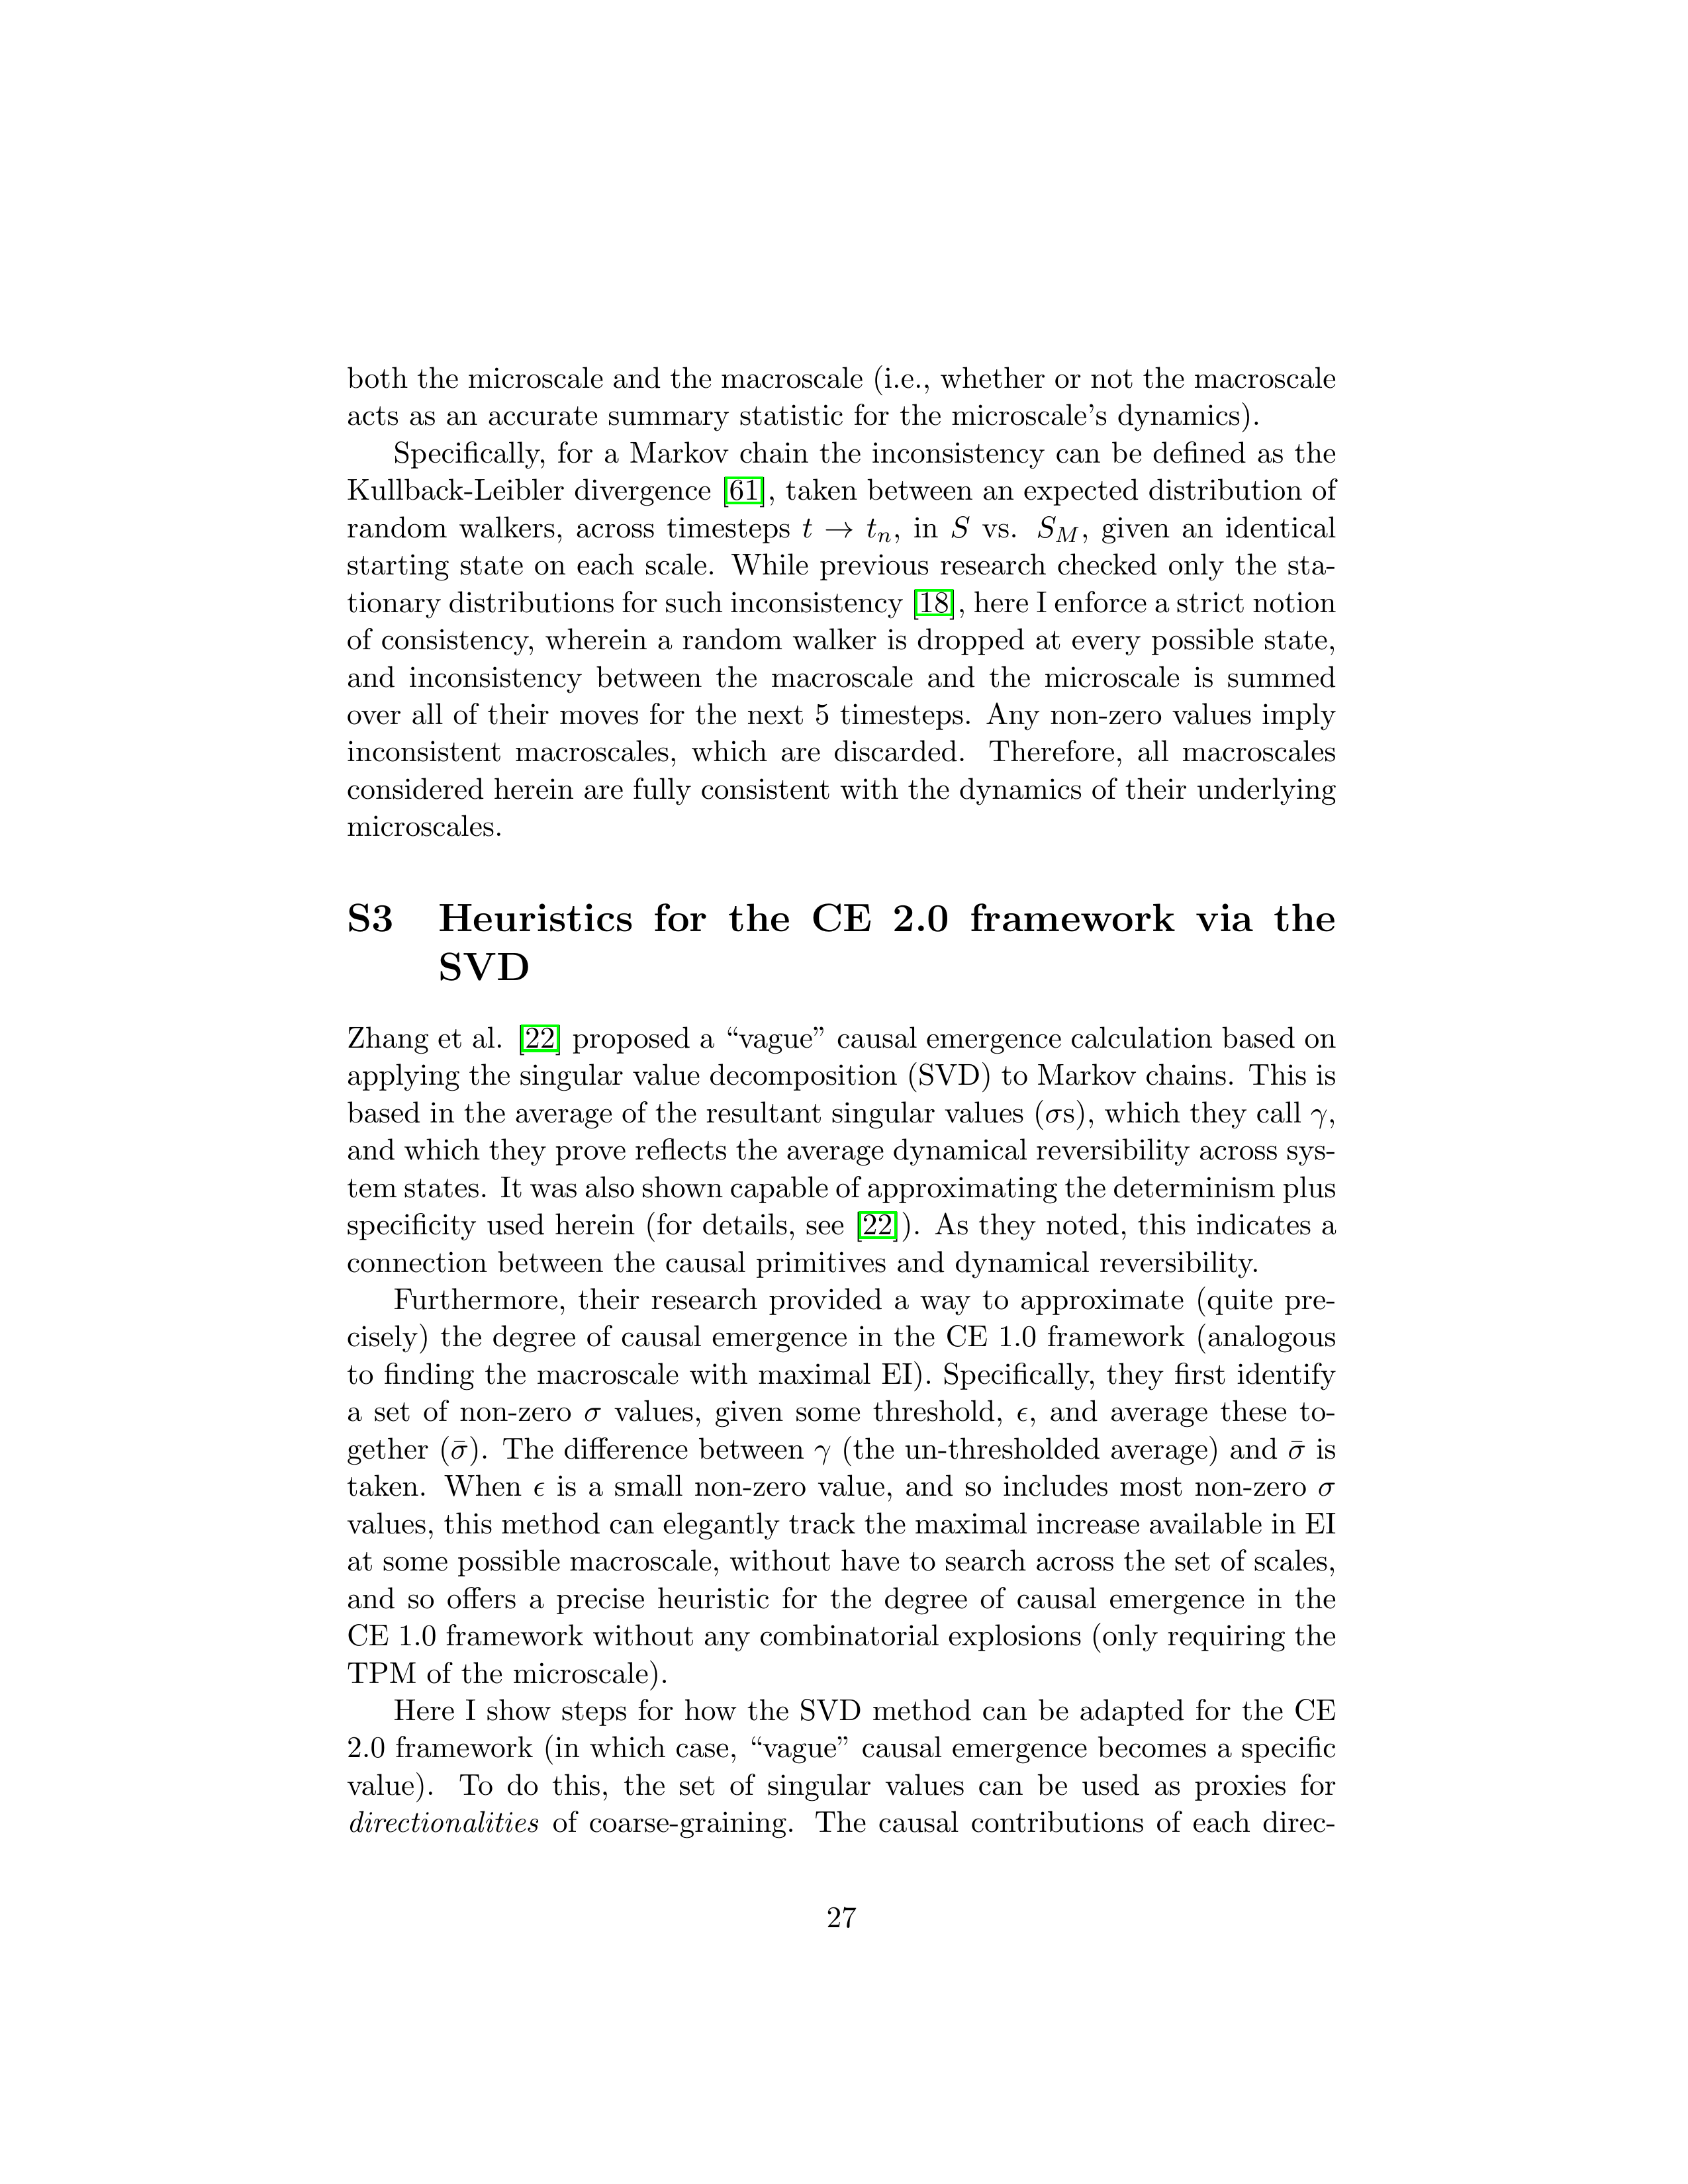 both the microscale and the macroscale (i.e., whether or not the macroscale
acts as an accurate summary statistic for the microscale's dynamics).
Specifically, for a Markov chain the inconsistency can be defined as the
Kullback-Leibler divergence [61], taken between an expected distribution of
random walkers, across timesteps t → tₙ, in S vs. S_M, given an identical
starting state on each scale. While previous research checked only the sta-
tionary distributions for such inconsistency [18], here I enforce a strict notion
of consistency, wherein a random walker is dropped at every possible state,
and inconsistency between the macroscale and the microscale is summed
over all of their moves for the next 5 timesteps. Any non-zero values imply
inconsistent macroscales, which are discarded. Therefore, all macroscales
considered herein are fully consistent with the dynamics of their underlying
microscales.
S3 Heuristics for the CE 2.0 framework via the
SVD
Zhang et al. [22] proposed a “vague” causal emergence calculation based on
applying the singular value decomposition (SVD) to Markov chains. This is
based in the average of the resultant singular values (σs), which they call γ,
and which they prove reflects the average dynamical reversibility across sys-
tem states. It was also shown capable of approximating the determinism plus
specificity used herein (for details, see [22]). As they noted, this indicates a
connection between the causal primitives and dynamical reversibility.
Furthermore, their research provided a way to approximate (quite pre-
cisely) the degree of causal emergence in the CE 1.0 framework (analogous
to finding the macroscale with maximal EI). Specifically, they first identify
a set of non-zero σ values, given some threshold, ϵ, and average these to-
gether (σ̄). The difference between γ (the un-thresholded average) and σ̄ is
taken. When ϵ is a small non-zero value, and so includes most non-zero σ
values, this method can elegantly track the maximal increase available in EI
at some possible macroscale, without have to search across the set of scales,
and so offers a precise heuristic for the degree of causal emergence in the
CE 1.0 framework without any combinatorial explosions (only requiring the
TPM of the microscale).
Here I show steps for how the SVD method can be adapted for the CE
2.0 framework (in which case, “vague” causal emergence becomes a specific
value). To do this, the set of singular values can be used as proxies for
directionalities of coarse-graining. The causal contributions of each direc-
27